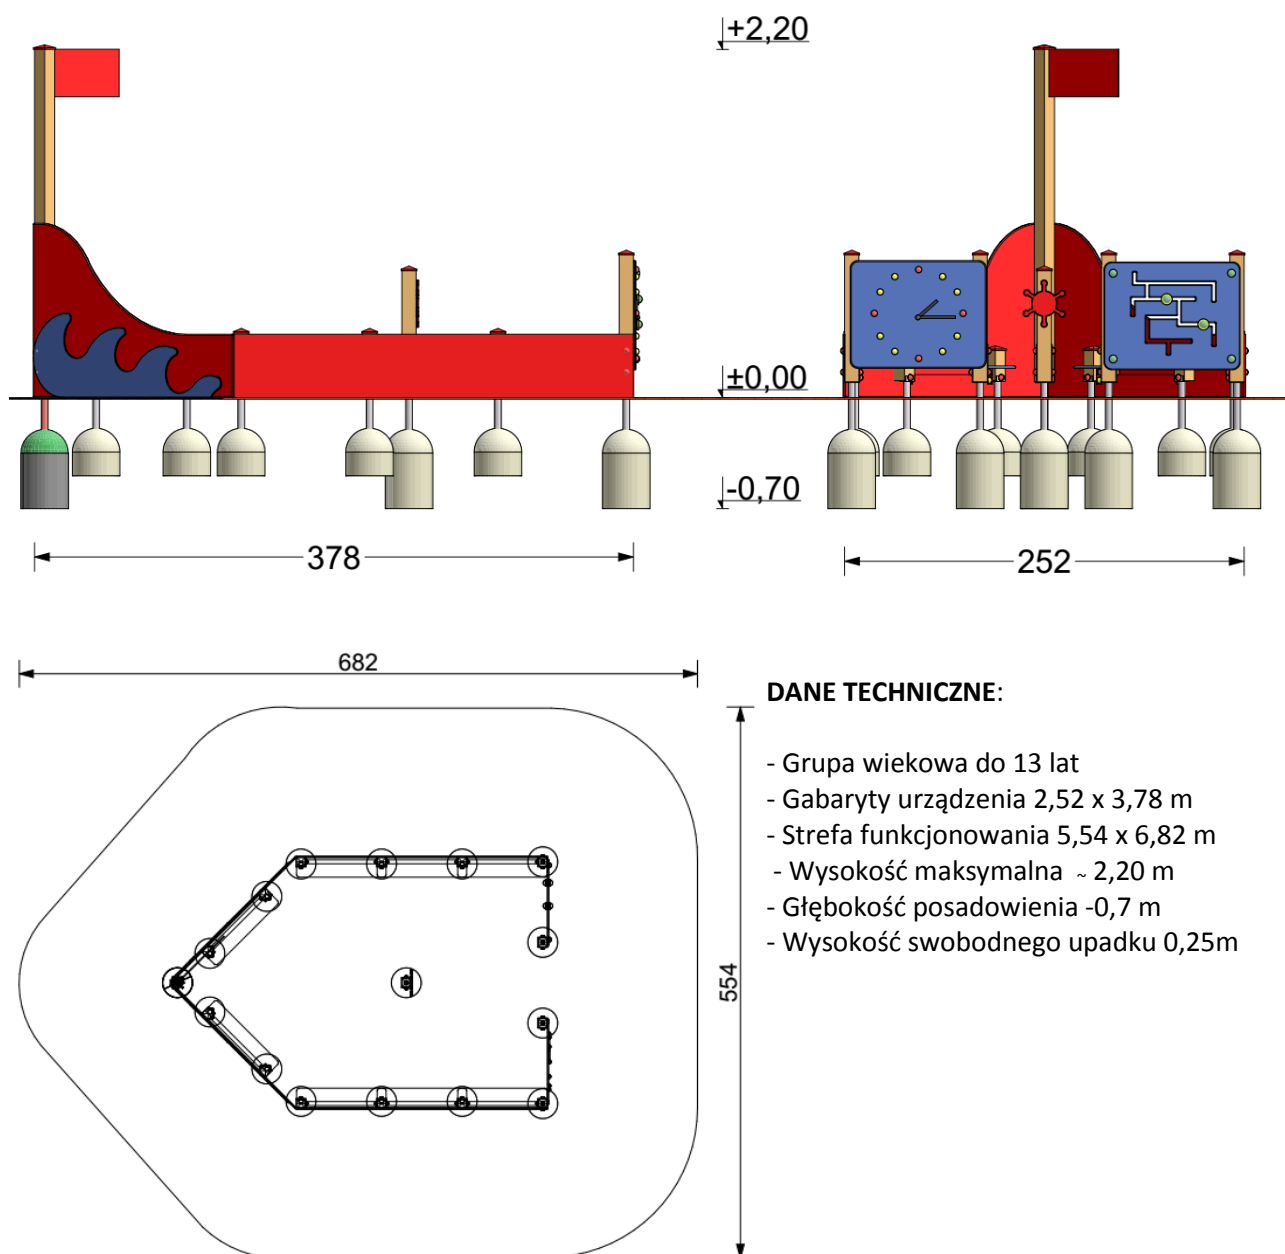 +2,20
±0,00
-0,70
378
252
682
554
DANE TECHNICZNE:
- Grupa wiekowa do 13 lat
- Gabaryty urządzenia 2,52 x 3,78 m
- Strefa funkcjonowania 5,54 x 6,82 m
- Wysokość maksymalna ~ 2,20 m
- Głębokość posadowienia -0,7 m
- Wysokość swobodnego upadku 0,25m